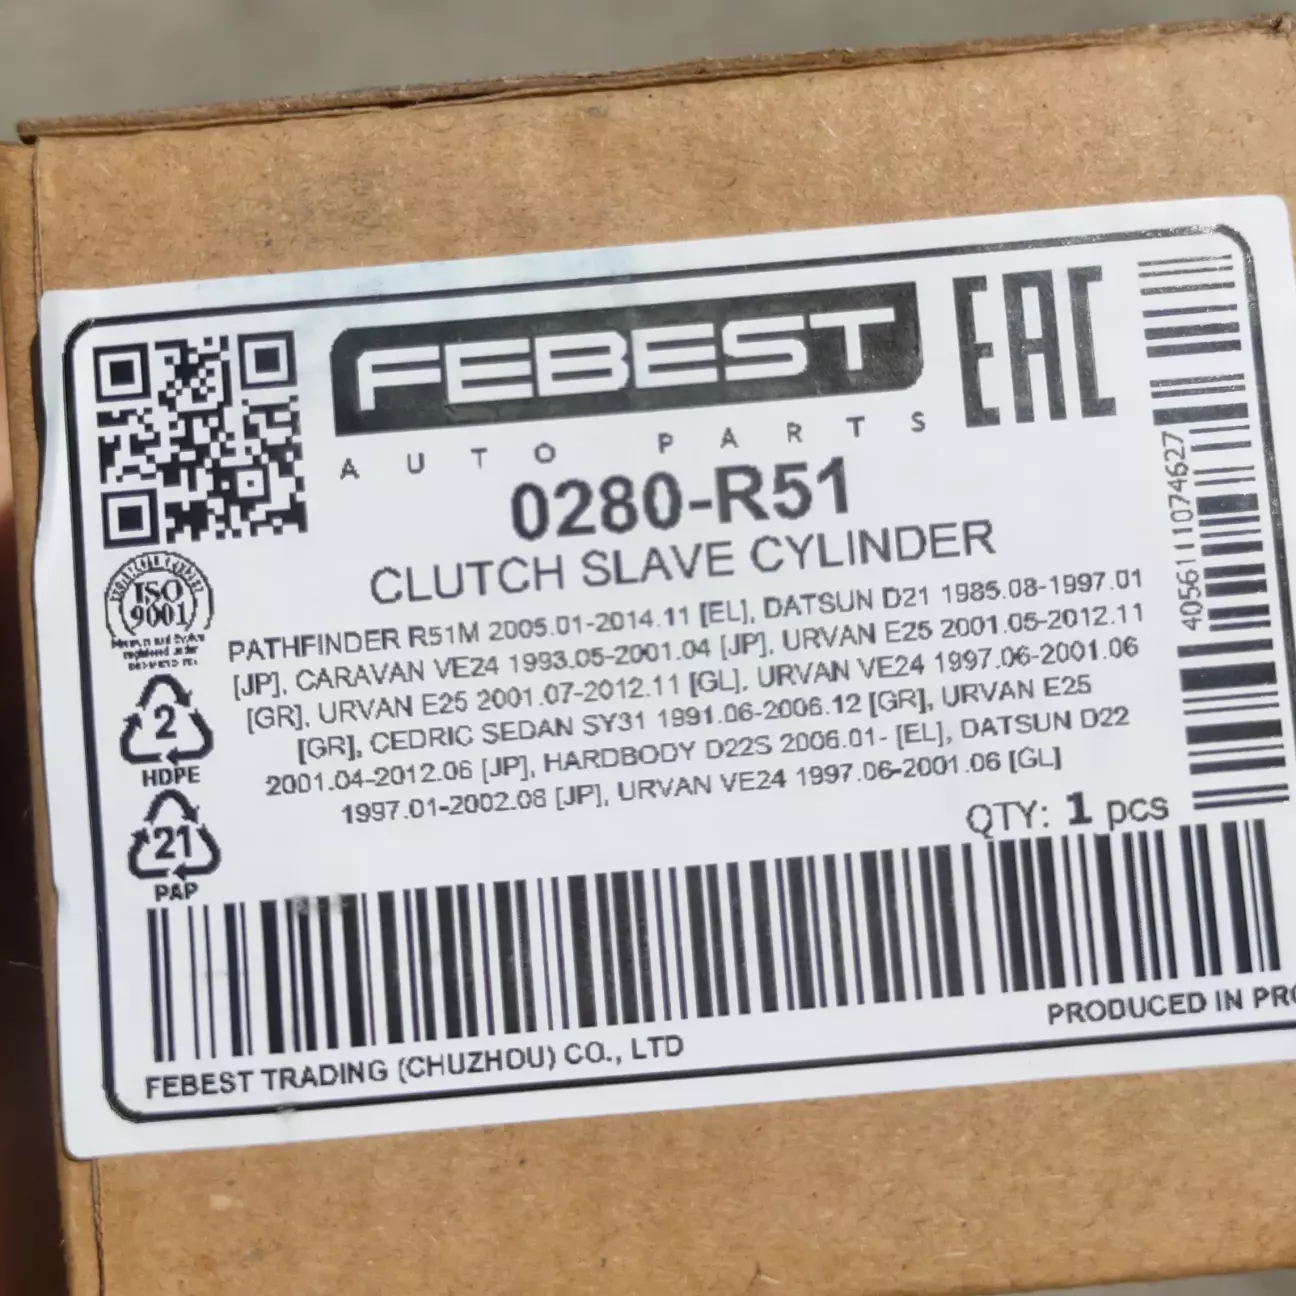 FEBEST
AUTO PARTS
EAC
0280-R51
CLUTCH SLAVE CYLINDER
PATHFINDER R51M 2005.01-2014.11 [EL], DATSUN D21 1985.08-1997.01
[JP], CARAVAN VE24 1993.05-2001.04 [JP], URVAN E25 2001.05-2012.11
[GR], URVAN E25 2001.07-2012.11 [GL], URVAN VE24 1997.06-2001.06
[GR], CEDRIC SEDAN SY31 1991.06-2006.12 [GR], URVAN E25
2001.04-2012.06 [JP], HARDBODY D22S 2006.01- [EL], DATSUN D22
1997.01-2002.08 [JP], URVAN VE24 1997.06-2001.06 [GL]
QTY: 1 pcs
4056111074627
ISO
9001
2
HDPE
21
PAP
FEBEST TRADING (CHUZHOU) CO., LTD
PRODUCED IN